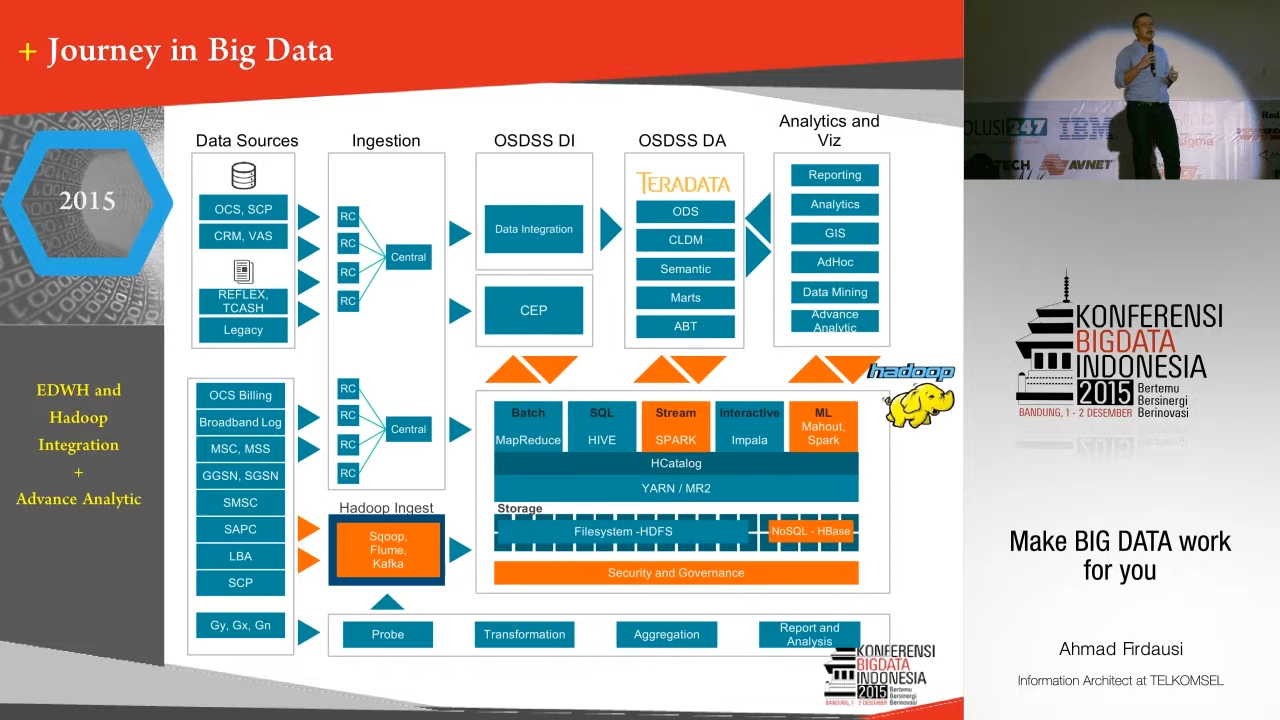 + Journey in Big Data
2015
EDWH and
Hadoop
Integration
+
Advance Analytic
Data Sources
OCS, SCP
CRM, VAS
REFLEX,
TCASH
Legacy
OCS Billing
Broadband Log
MSC, MSS
GGSN, SGSN
SMSC
SAPC
LBA
SCP
Gy, Gx, Gn
Ingestion
RC
RC
RC
RC
Central
RC
RC
RC
RC
Central
Hadoop Ingest
Sqoop,
Flume,
Kafka
OSDSS DI
Data Integration
CEP
OSDSS DA
TERADATA
ODS
CLDM
Semantic
Marts
ABT
Analytics and
Viz
Reporting
Analytics
GIS
AdHoc
Data Mining
Advance
Analytic
hadoop
Batch
MapReduce
SQL
HIVE
Stream
SPARK
Interactive
Impala
ML
Mahout,
Spark
HCatalog
YARN / MR2
Storage
Filesystem -HDFS
NoSQL - HBase
Security and Governance
Probe
Transformation
Aggregation
Report and
Analysis
KONFERENSI
BIGDATA
INDONESIA
2015 Bertemu
Bersinergi
Berinovasi
BANDUNG, 1 - 2 DESEMBER
OLUSI247
IBM
TECH
AVNET
KONFERENSI
BIGDATA
INDONESIA
2015 Bertemu
Bersinergi
BANDUNG, 1 - 2 DESEMBER Berinovasi
Make BIG DATA work
for you
Ahmad Firdausi
Information Architect at TELKOMSEL